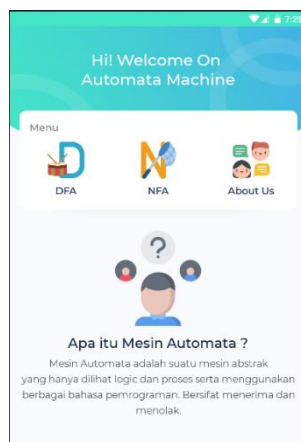 7:29
Hi! Welcome On
Automata Machine
Menu
DFA NFA About Us
?
Apa itu Mesin Automata ?
Mesin Automata adalah suatu mesin abstrak
yang hanya dilihat logic dan proses serta menggunakan
berbagai bahasa pemrograman. Bersifat menerima dan
menolak.